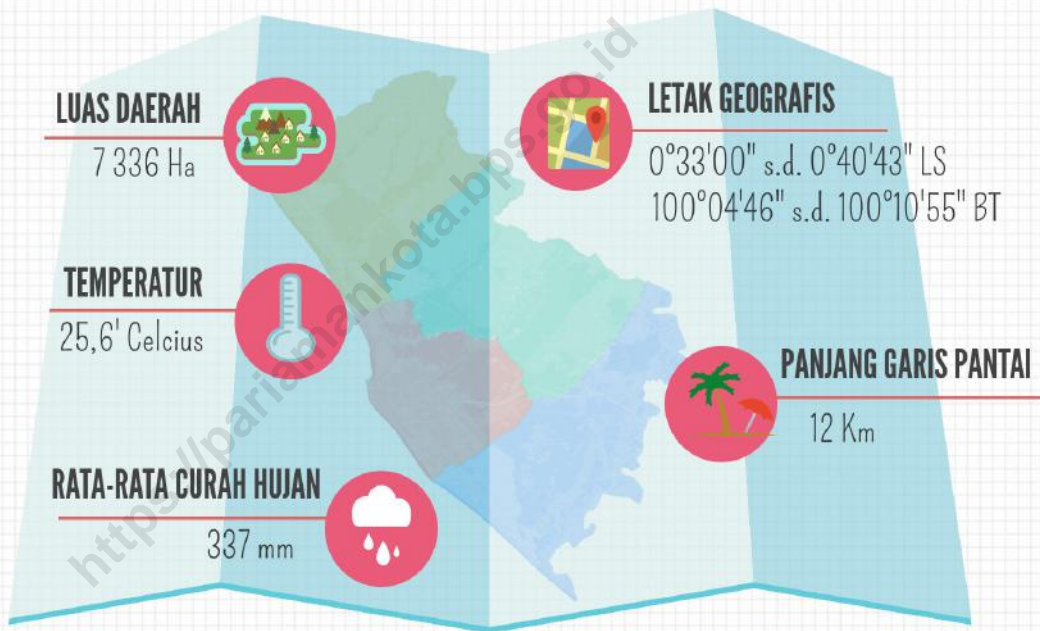 LUAS DAERAH
7 336 Ha
LETAK GEOGRAFIS
0°33'00" s.d. 0°40'43" LS
100°04'46" s.d. 100°10'55" BT
TEMPERATUR
25,6' Celcius
PANJANG GARIS PANTAI
12 Km
RATA-RATA CURAH HUJAN
337 mm
https://pariamankota.bps.go.id